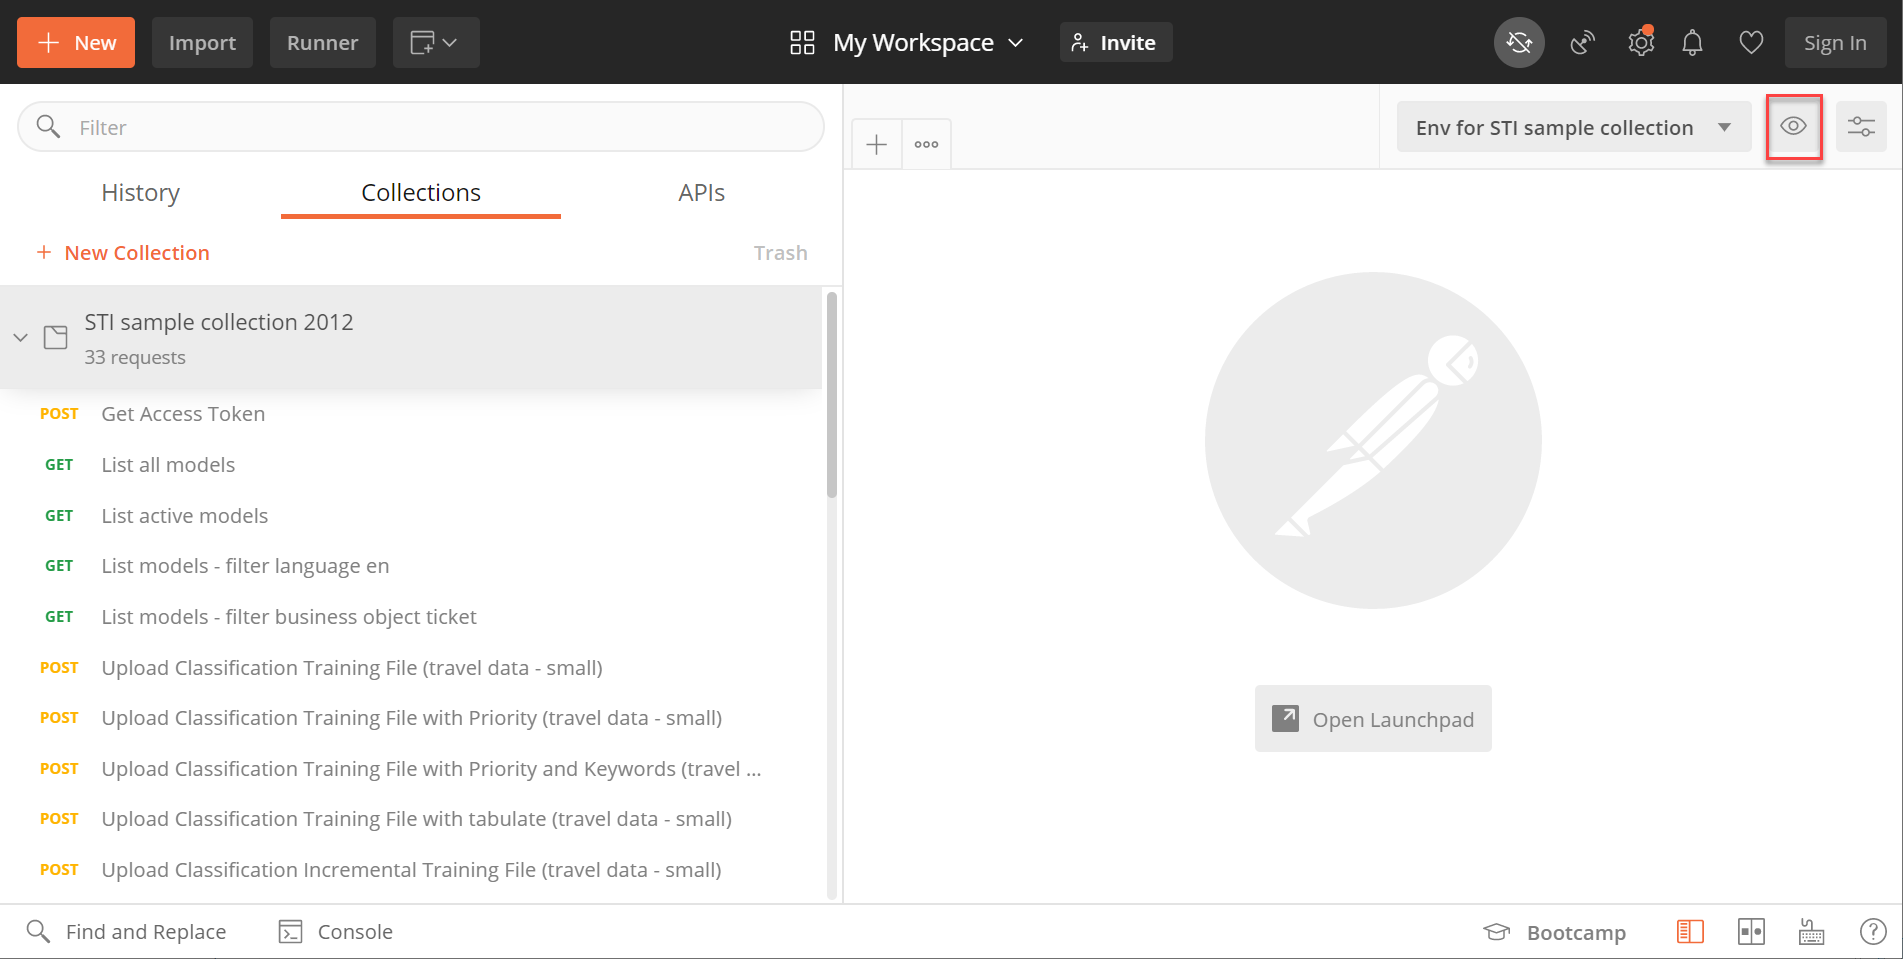 New
Import
Runner
My Workspace
Invite
Sign In
Filter
Env for STI sample collection
History
Collections
APIs
+ New Collection
Trash
STI sample collection 2012
33 requests
POST Get Access Token
GET List all models
GET List active models
GET List models - filter language en
GET List models - filter business object ticket
POST Upload Classification Training File (travel data - small)
POST Upload Classification Training File with Priority (travel data - small)
POST Upload Classification Training File with Priority and Keywords (travel ...
POST Upload Classification Training File with tabulate (travel data - small)
POST Upload Classification Incremental Training File (travel data - small)
Open Launchpad
Find and Replace
Console
Bootcamp